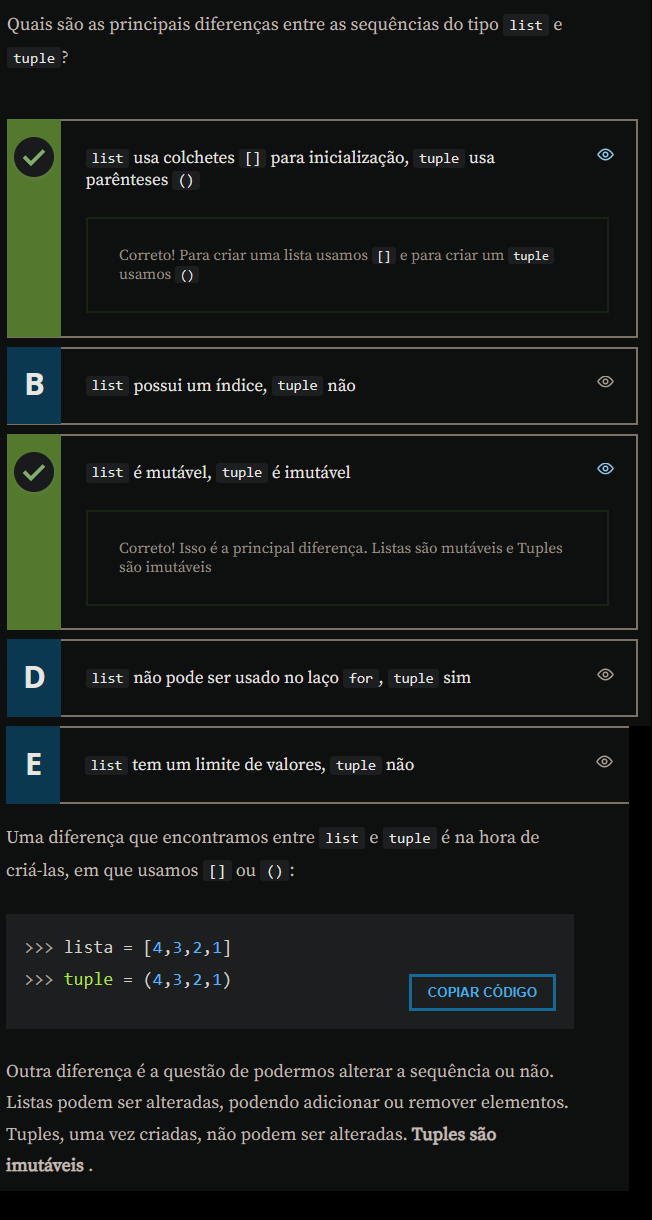 Quais são as principais diferenças entre as sequências do tipo list e
tuple?
list usa colchetes [] para inicialização, tuple usa
parênteses ()
Correto! Para criar uma lista usamos [] e para criar um tuple
usamos ()
B
list possui um índice, tuple não
list é mutável, tuple é imutável
Correto! Isso é a principal diferença. Listas são mutáveis e Tuples
são imutáveis
D
list não pode ser usado no laço for, tuple sim
E
list tem um limite de valores, tuple não
Uma diferença que encontramos entre list e tuple é na hora de
criá-las, em que usamos [] ou ():
>>> lista = [4,3,2,1]
>>> tuple = (4,3,2,1)
COPIAR CÓDIGO
Outra diferença é a questão de podermos alterar a sequência ou não.
Listas podem ser alteradas, podendo adicionar ou remover elementos.
Tuples, uma vez criadas, não podem ser alteradas. Tuples são
imutáveis .